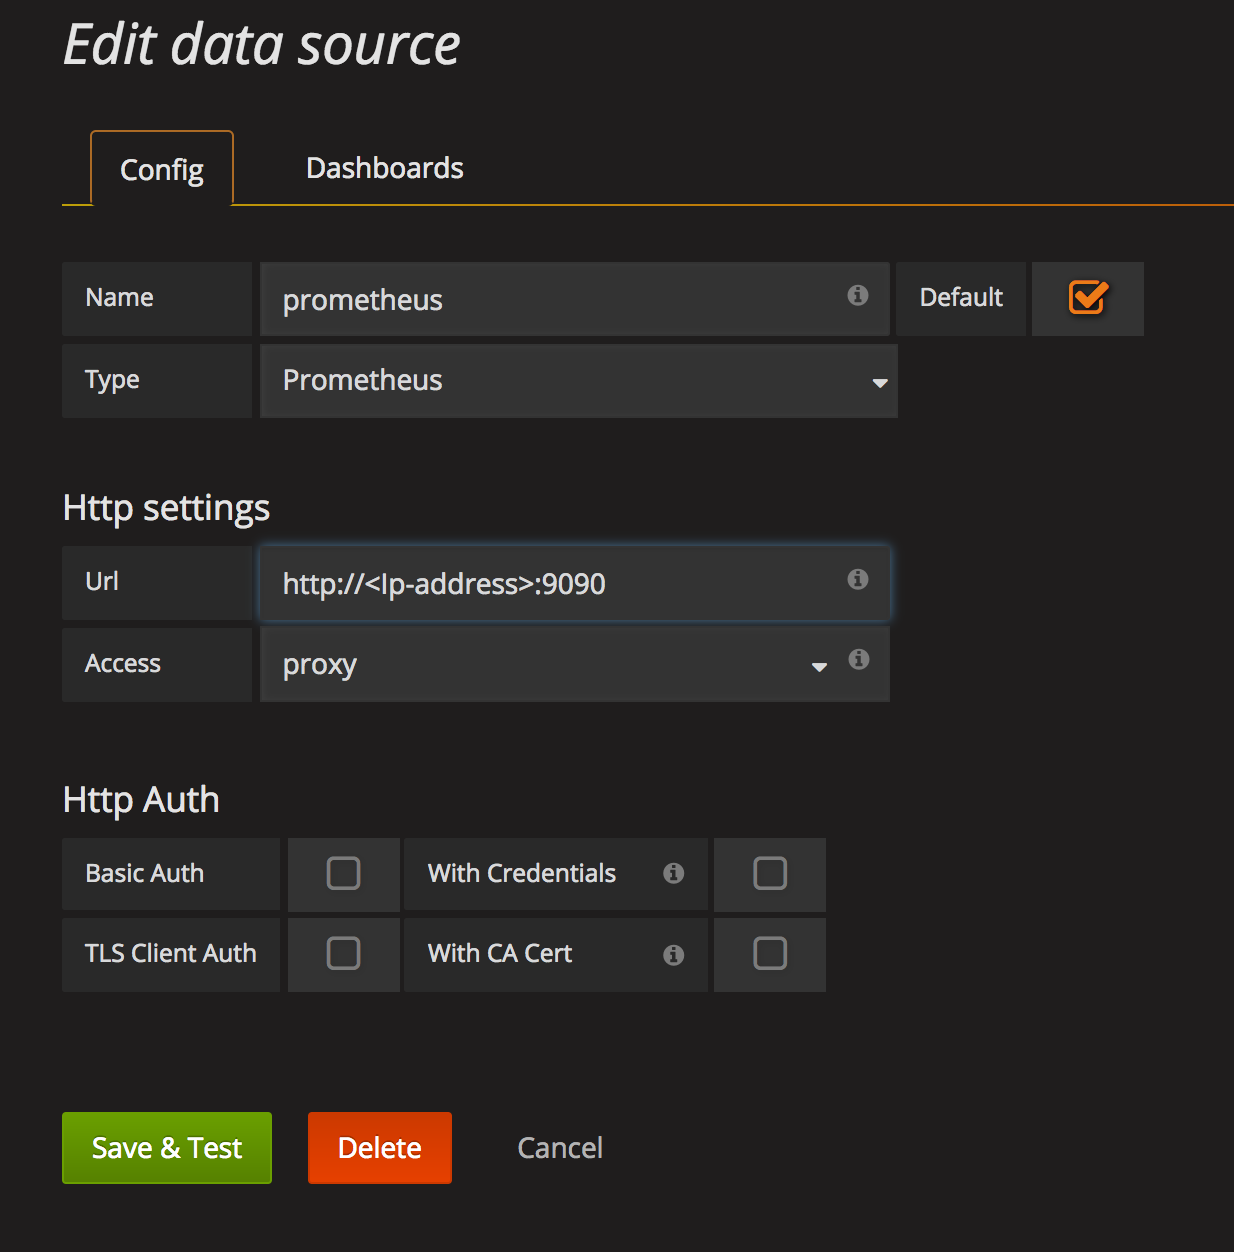 Edit data source
Config Dashboards
Name prometheus Default
Type Prometheus
Http settings
Url http://<Ip-address>:9090
Access proxy
Http Auth
Basic Auth With Credentials
TLS Client Auth With CA Cert
Save & Test Delete Cancel